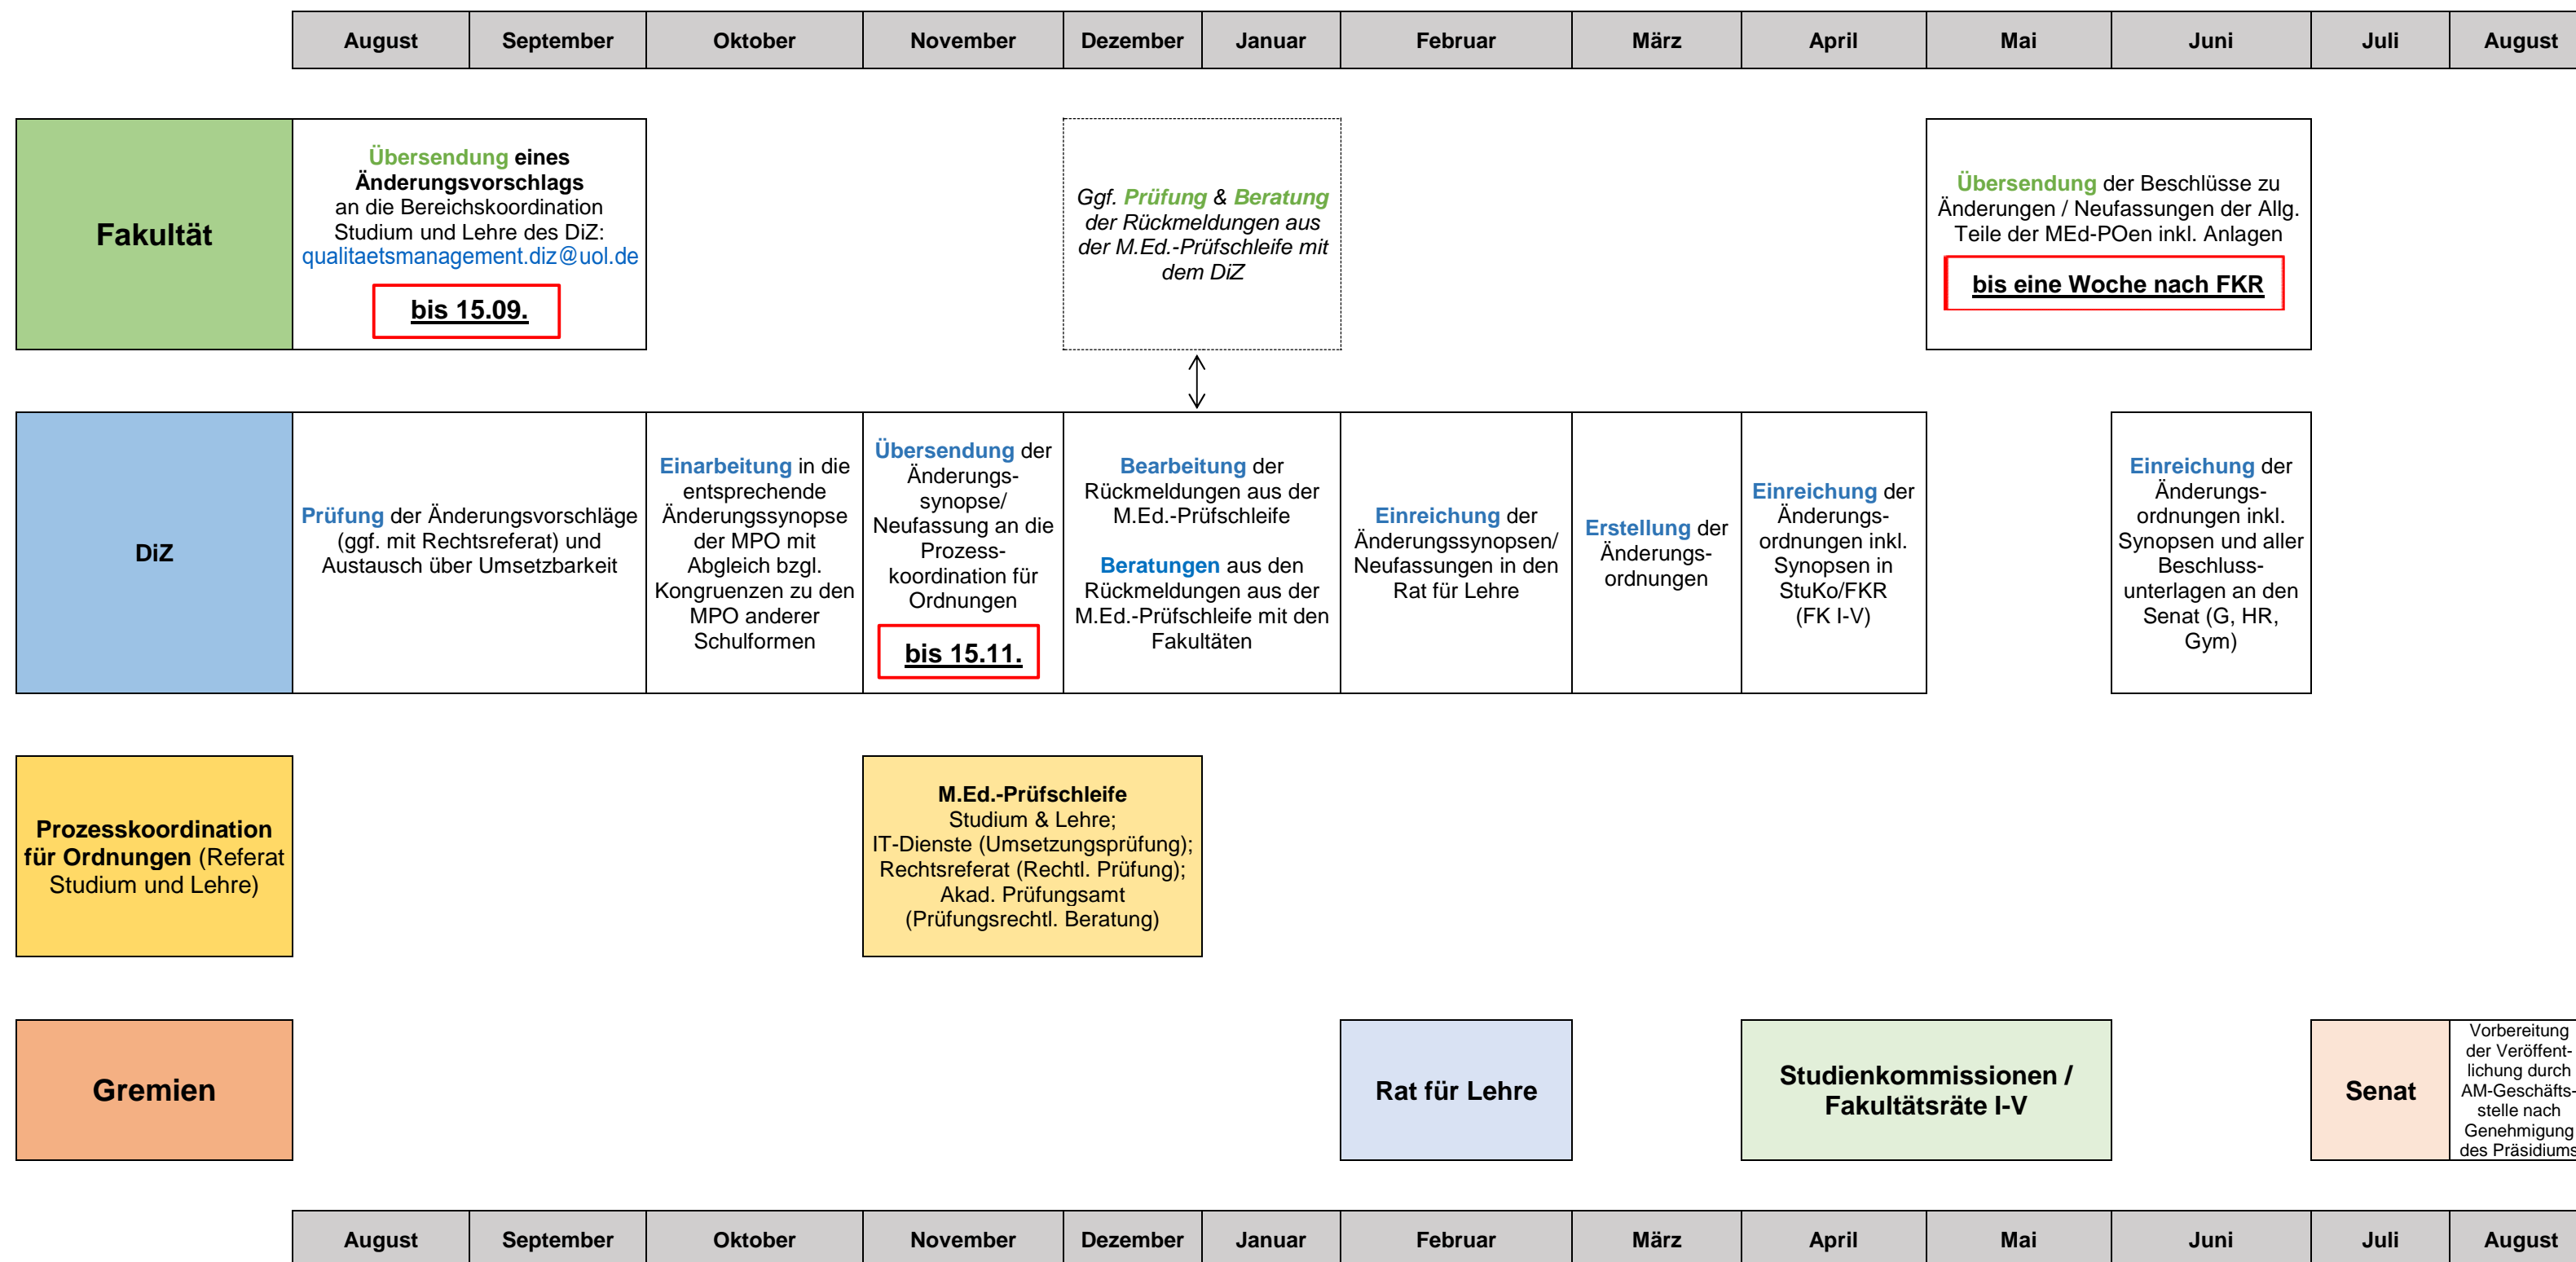 August September Oktober November Dezember Januar Februar März April Mai Juni Juli August
Fakultät
Übersendung eines
Änderungsvorschlags
an die Bereichskoordination
Studium und Lehre des DiZ:
qualitaetsmanagement.diz@uol.de
bis 15.09.
Ggf. Prüfung & Beratung
der Rückmeldungen aus
der M.Ed.-Prüfschleife mit
dem DiZ
Übersendung der Beschlüsse zu
Änderungen / Neufassungen der Allg.
Teile der MEd-POen inkl. Anlagen
bis eine Woche nach FKR
DiZ
Prüfung der Änderungsvorschläge
(ggf. mit Rechtsreferat) und
Austausch über Umsetzbarkeit
Einarbeitung in die
entsprechende
Änderungssynopse
der MPO mit
Abgleich bzgl.
Kongruenzen zu den
MPO anderer
Schulformen
Übersendung der
Änderungs-
synopse/
Neufassung an die
Prozess-
koordination für
Ordnungen
bis 15.11.
Bearbeitung der
Rückmeldungen aus der
M.Ed.-Prüfschleife
Beratungen aus den
Rückmeldungen aus der
M.Ed.-Prüfschleife mit den
Fakultäten
Einreichung der
Änderungssynopsen/
Neufassungen in den
Rat für Lehre
Erstellung der
Änderungs-
ordnungen
Einreichung der
Änderungs-
ordnungen inkl.
Synopsen in
StuKo/FKR
(FK I-V)
Einreichung der
Änderungs-
ordnungen inkl.
Synopsen und aller
Beschluss-
unterlagen an den
Senat (G, HR,
Gym)
Prozesskoordination
für Ordnungen (Referat
Studium und Lehre)
M.Ed.-Prüfschleife
Studium & Lehre;
IT-Dienste (Umsetzungsprüfung);
Rechtsreferat (Rechtl. Prüfung);
Akad. Prüfungsamt
(Prüfungsrechtl. Beratung)
Gremien
Rat für Lehre
Studienkommissionen /
Fakultätsräte I-V
Senat
Vorbereitung
der Veröffent-
lichung durch
AM-Geschäfts-
stelle nach
Genehmigung
des Präsidiums
August September Oktober November Dezember Januar Februar März April Mai Juni Juli August